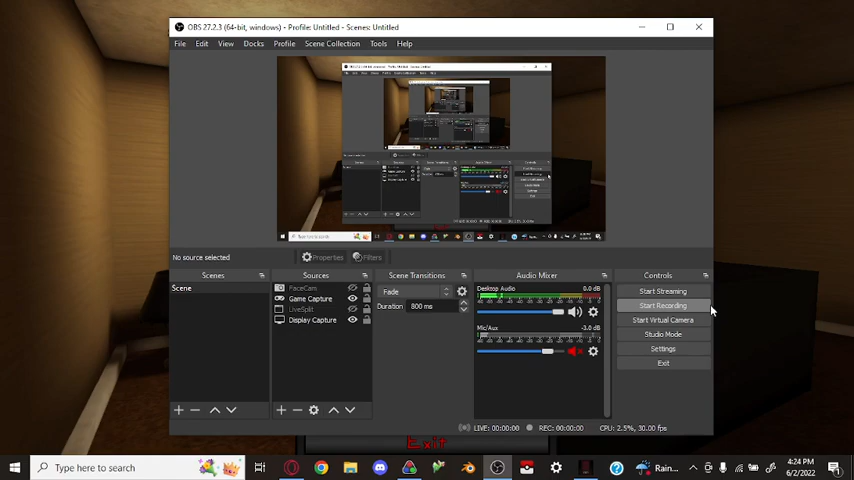 OBS 27.2.3 (64-bit, windows) - Profile: Untitled - Scenes: Untitled
File Edit View Docks Profile Scene Collection Tools Help
No source selected
Properties Filters
Scenes
Scene
Sources
FaceCam
Game Capture
LiveSplit
Display Capture
Scene Transitions
Fade
Duration 800 ms
Audio Mixer
Desktop Audio 0.0 dB
Mic/Aux -3.0 dB
Controls
Start Streaming
Start Recording
Start Virtual Camera
Studio Mode
Settings
Exit
LIVE: 00:00:00 REC: 00:00:00 CPU: 2.5%, 30.00 fps
Exit
Type here to search
Rain...
4:24 PM
6/2/2022